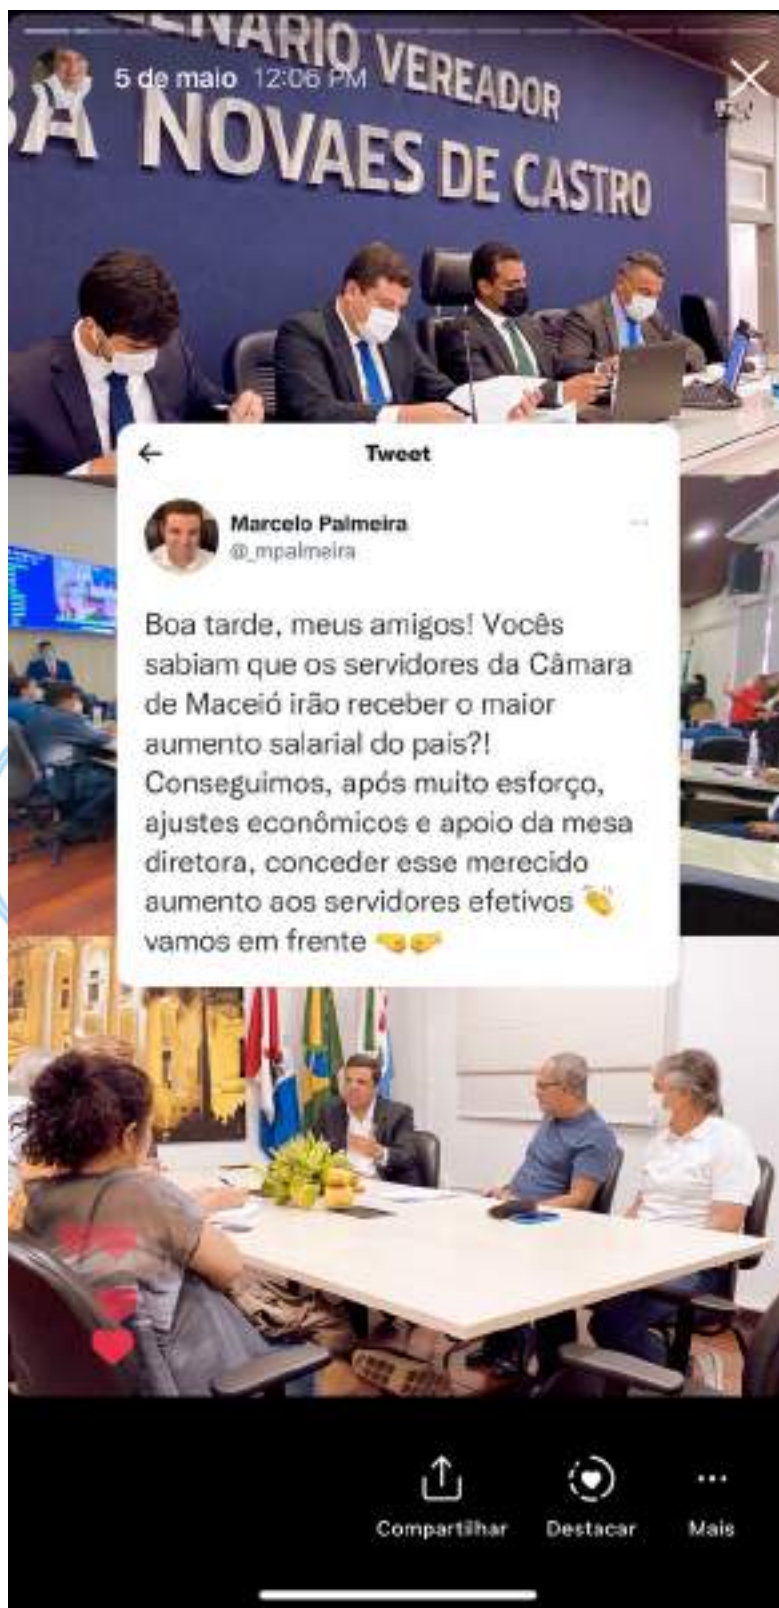 PLENÁRIO VEREADOR
NOVAES DE CASTRO
5 de maio 12:06 PM
Tweet
Marcelo Palmeira
@_mpalmeira
Boa tarde, meus amigos! Vocês
sabiam que os servidores da Câmara
de Maceió irão receber o maior
aumento salarial do país?!
Conseguimos, após muito esforço,
ajustes econômicos e apoio da mesa
diretora, conceder esse merecido
aumento aos servidores efetivos 👏
vamos em frente 🤜🤛
Compartilhar Destacar Mais